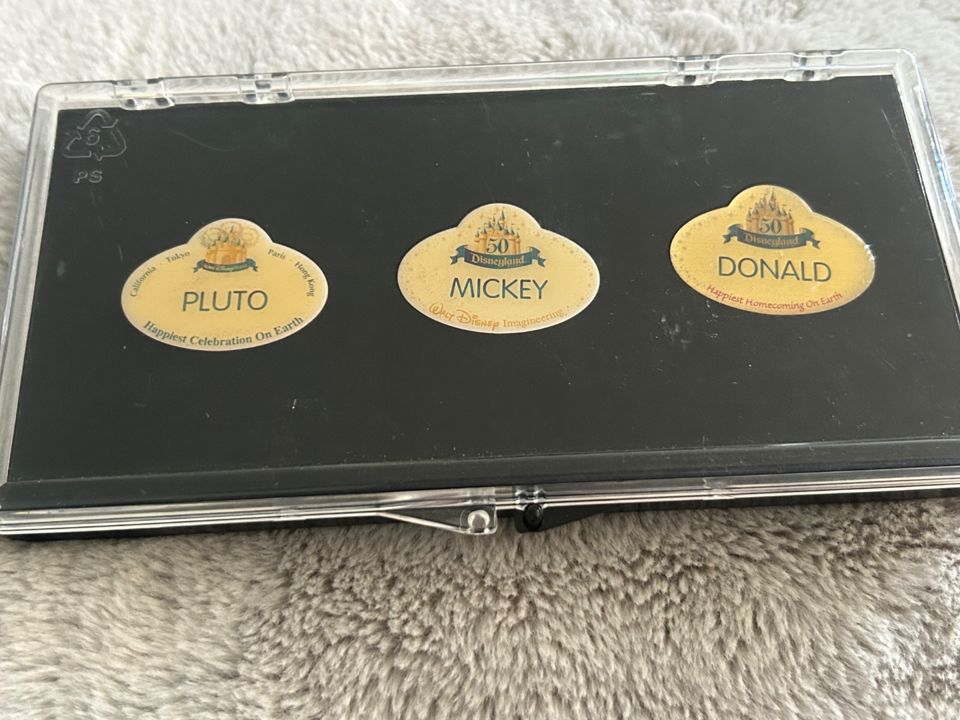 6
PS
California Tokyo Paris Hong Kong
PLUTO
Happiest Celebration On Earth
50
Disneyland
MICKEY
Walt Disney Imagineering
50
Disneyland
DONALD
Happiest Homecoming On Earth